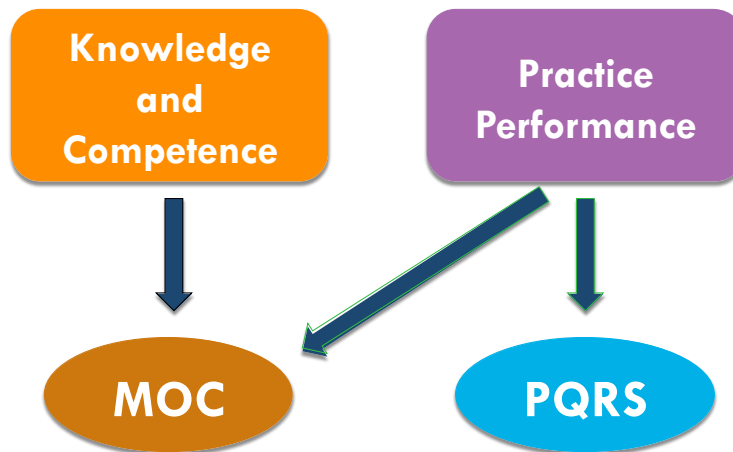 Knowledge
and
Competence
Practice
Performance
MOC
PQRS